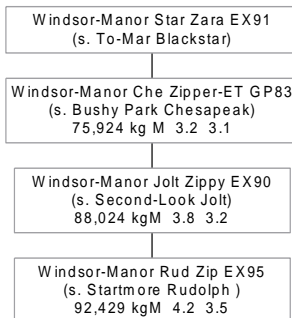 Windsor-Manor Star Zara EX91
(s. To-Mar Blackstar)
Windsor-Manor Che Zipper-ET GP83
(s. Bushy Park Chesapeak)
75,924 kg M 3.2 3.1
Windsor-Manor Jolt Zippy EX90
(s. Second-Look Jolt)
88,024 kgM 3.8 3.2
Windsor-Manor Rud Zip EX95
(s. Startmore Rudolph )
92,429 kgM 4.2 3.5